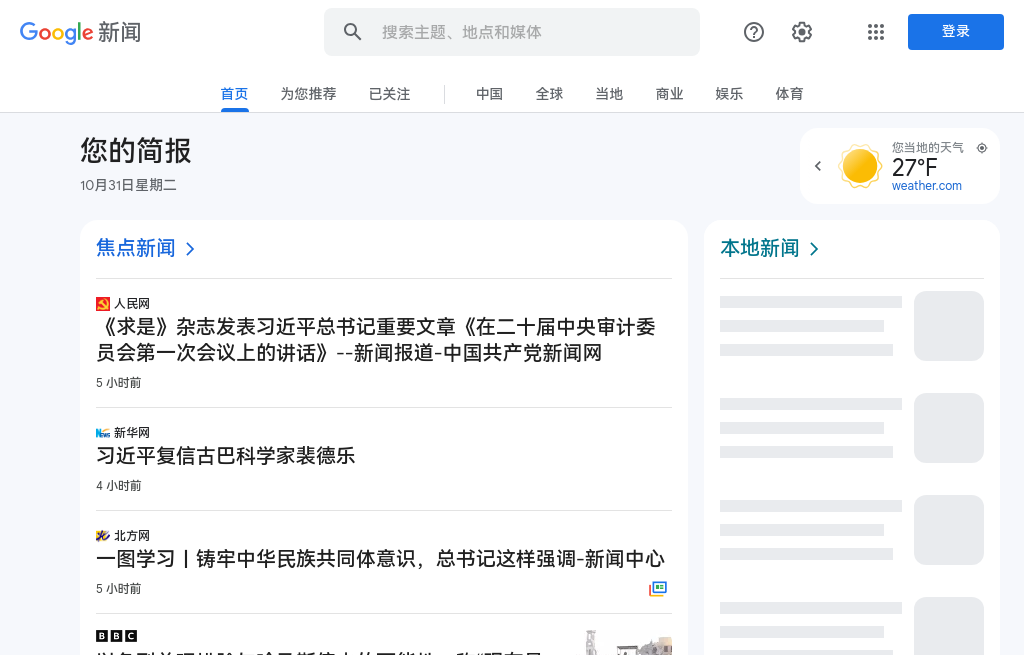 Google 新闻
搜索主题、地点和媒体
登录
首页
为您推荐
已关注
中国
全球
当地
商业
娱乐
体育
您的简报
10月31日星期二
您当地的天气
27°F
weather.com
焦点新闻
人民网
《求是》杂志发表习近平总书记重要文章《在二十届中央审计委
员会第一次会议上的讲话》--新闻报道-中国共产党新闻网
5 小时前
新华网
习近平复信古巴科学家裴德乐
4 小时前
北方网
一图学习丨铸牢中华民族共同体意识，总书记这样强调-新闻中心
5 小时前
BBC
本地新闻